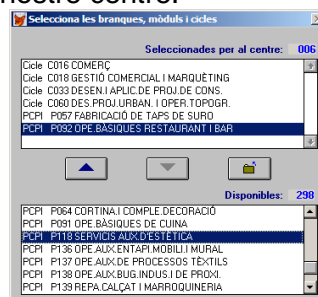 nostre centre.
Selecciona les branques, mòduls i cicles
Seleccionades per al centre: 006
Cicle C016 COMERÇ
Cicle C018 GESTIÓ COMERCIAL I MARQUÈTING
Cicle C033 DESEN.I APLIC.DE PROJ.DE CONS.
Cicle C060 DES.PROJ.URBAN. I OPER.TOPOGR.
PCPI P057 FABRICACIÓ DE TAPS DE SURO
PCPI P092 OPE.BÀSIQUES RESTAURANT I BAR
Disponibles: 298
PCPI P064 CORTINA.I COMPLE.DECORACIÓ
PCPI P091 OPE.BÀSIQUES DE CUINA
PCPI P118 SERVICIS AUX.D'ESTÈTICA
PCPI P136 OPE.AUX.ENTAPI.MOBILI.I MURAL
PCPI P137 OPE.AUX.DE PROCESSOS TÈXTILS
PCPI P138 OPE.AUX.BUG.INDUS.I DE PROXI.
PCPI P139 REPA.CALÇAT I MARROQUINERIA